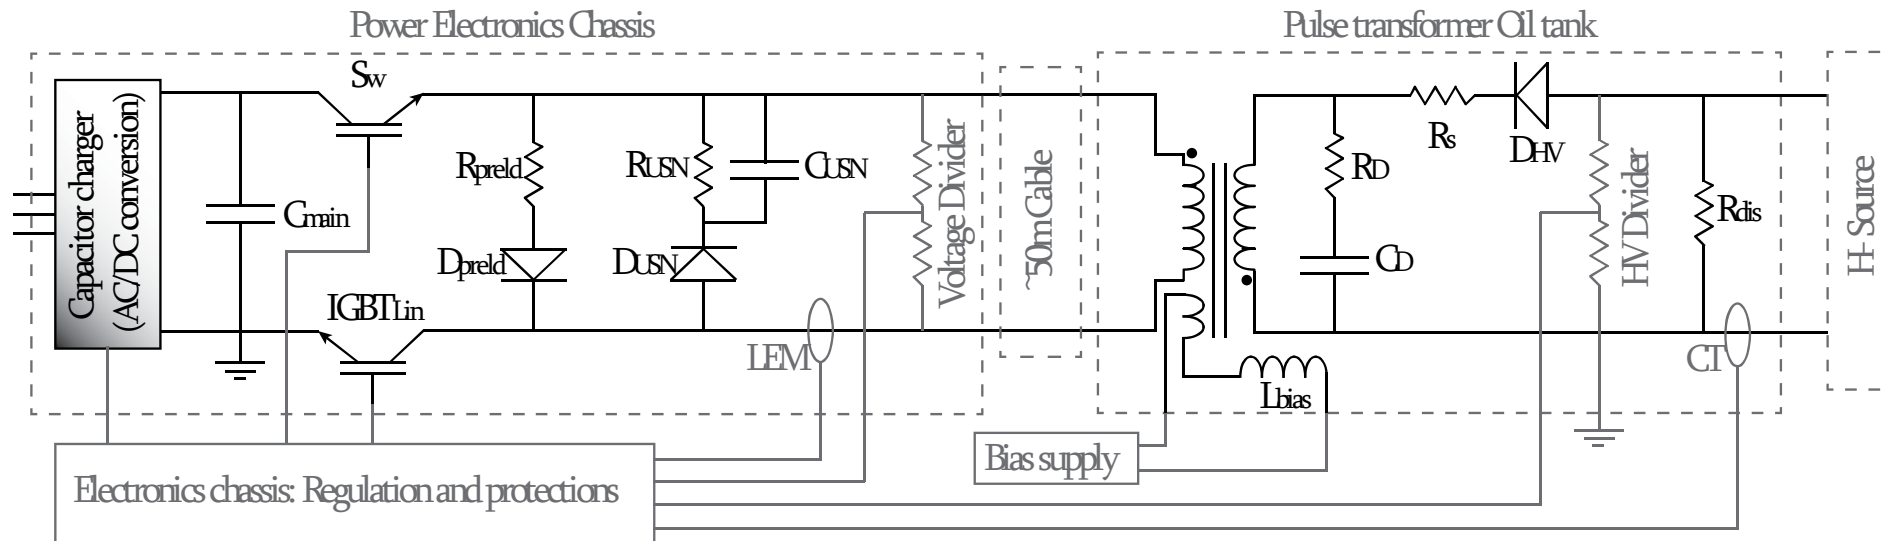 Power Electronics Chassis
Pulse transformer Oil tank
Capacitor charger
(AC/DC conversion)
Sw
Cmain
IGBTLin
Rpreld
Dpreld
RUSN
CUSN
DUSN
Voltage Divider
LEM
~50m Cable
RD
CD
Rs
DHV
HV Divider
Rdis
CT
H- Source
Lbias
Bias supply
Electronics chassis: Regulation and protections